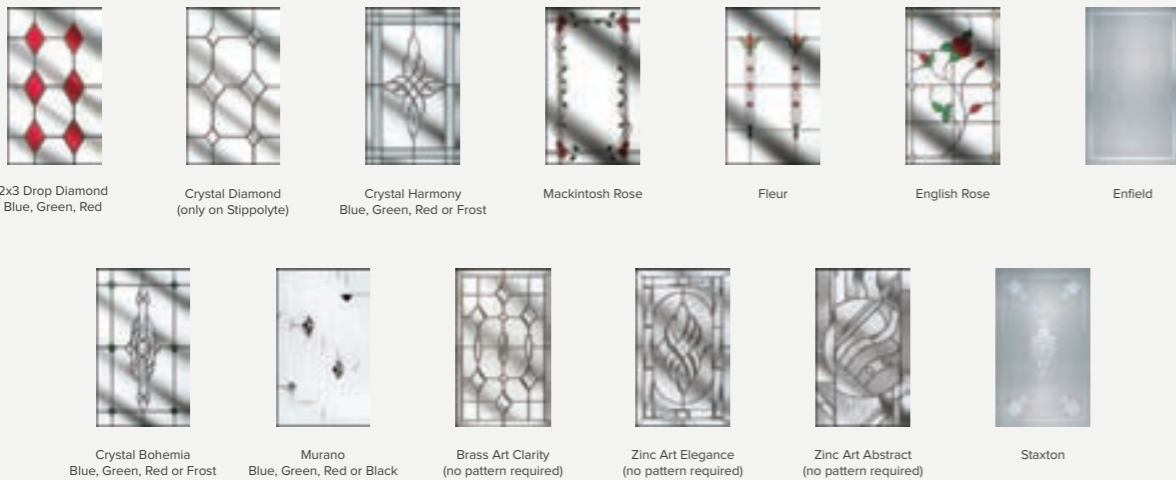 2x3 Drop Diamond
Blue, Green, Red
Crystal Diamond
(only on Stippolyte)
Crystal Harmony
Blue, Green, Red or Frost
Mackintosh Rose
Fleur
English Rose
Enfield
Crystal Bohemia
Blue, Green, Red or Frost
Murano
Blue, Green, Red or Black
Brass Art Clarity
(no pattern required)
Zinc Art Elegance
(no pattern required)
Zinc Art Abstract
(no pattern required)
Staxton